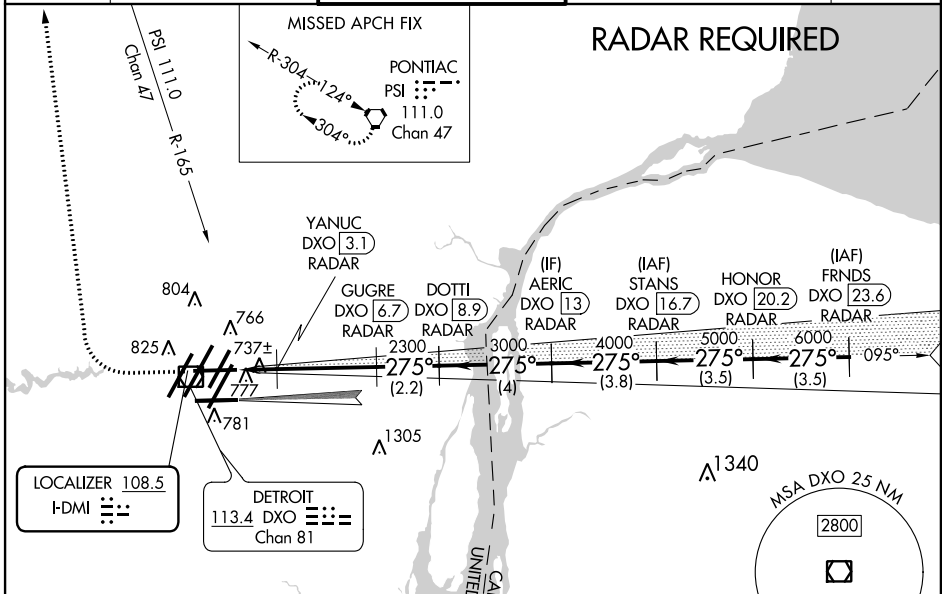 MISSED APCH FIX
R-304
124°
304°
PONTIAC
PSI
111.0
Chan 47
RADAR REQUIRED
PSI 111.0
Chan 47
R-165
YANUC
DXO 3.1
RADAR
GUGRE
DXO 6.7
RADAR
DOTTI
DXO 8.9
RADAR
(IF)
AERIC
DXO 13
RADAR
(IAF)
STANS
DXO 16.7
RADAR
HONOR
DXO 20.2
RADAR
(IAF)
FRNDS
DXO 23.6
RADAR
804
766
825
737±
777
781
2300
275°
(2.2)
3000
275°
(4)
4000
275°
(3.8)
5000
275°
(3.5)
6000
275°
(3.5)
095°
1305
1340
LOCALIZER 108.5
I-DMI
DETROIT
113.4 DXO
Chan 81
MSA DXO 25 NM
2800
UNITE
CA